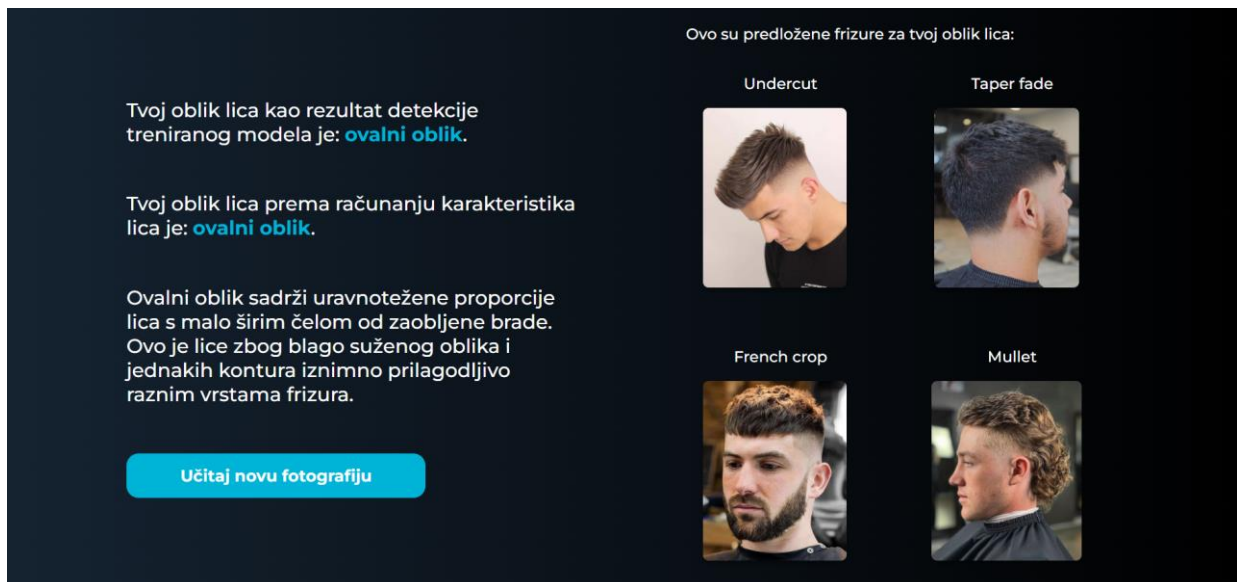 Tvoj oblik lica kao rezultat detekcije
treniranog modela je: ovalni oblik.
Tvoj oblik lica prema računanju karakteristika
lica je: ovalni oblik.
Ovalni oblik sadrži uravnotežene proporcije
lica s malo širim čelom od zaobljene brade.
Ovo je lice zbog blago suženog oblika i
jednakih kontura iznimno prilagodljivo
raznim vrstama frizura.
Učitaj novu fotografiju
Ovo su predložene frizure za tvoj oblik lica:
Undercut
Taper fade
French crop
Mullet